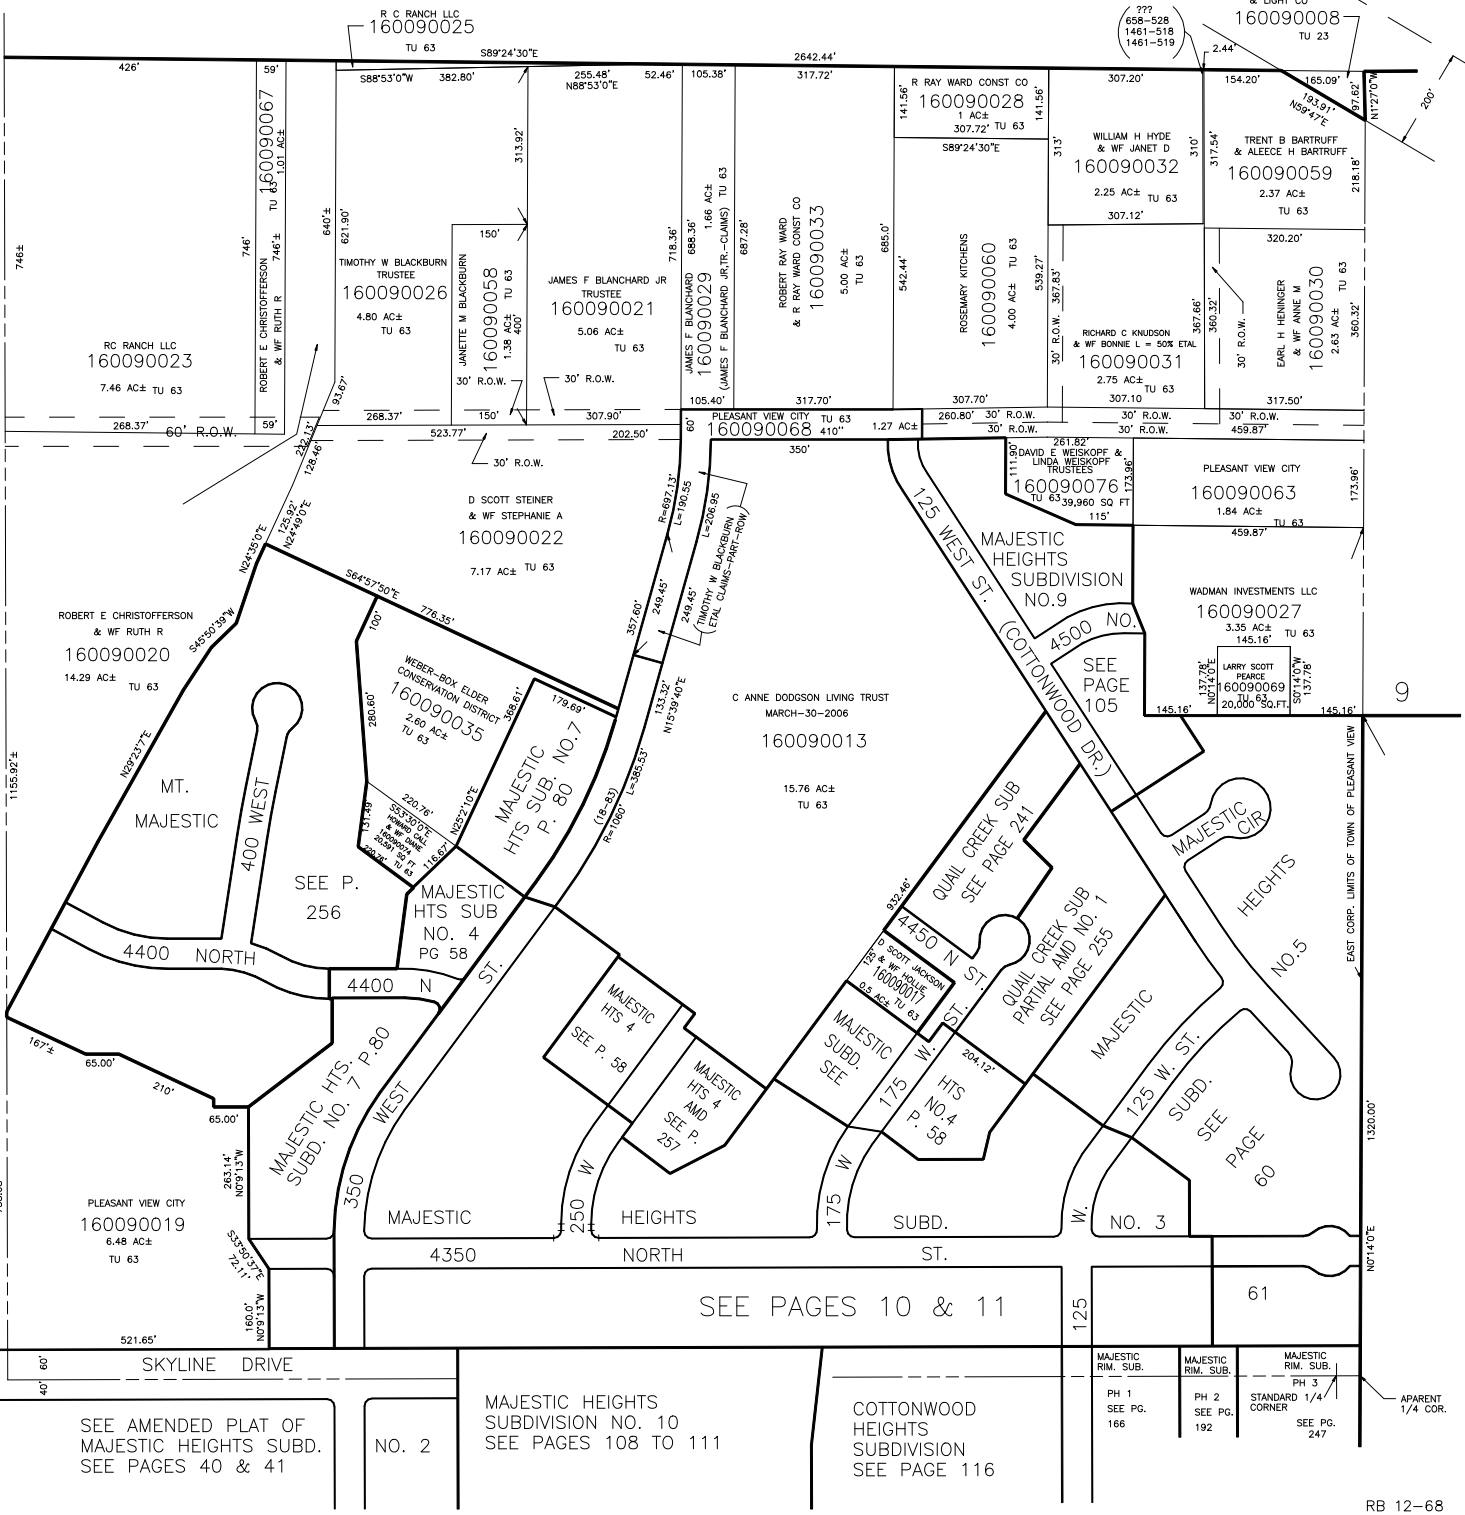 R C RANCH LLC
160090025
TU 63
S89°24'30"E
2642.44'
???
658-528
1461-518
1461-519
2.44'
& LIGHT CO
160090008
TU 23
200'
426'
59'
S88°53'0"W
382.80'
255.48'
N88°53'0"E
52.46'
105.38'
317.72'
307.20'
154.20'
165.09'
193.91'
N59°47'E
97.62'
N1°27'0"W
R RAY WARD CONST CO
160090028
1 AC±
307.72' TU 63
141.56'
141.56'
S89°24'30"E
WILLIAM H HYDE
& WF JANET D
160090032
2.25 AC± TU 63
307.12'
313'
310'
TRENT B BARTRUFF
& ALEECE H BARTRUFF
160090059
2.37 AC±
TU 63
317.54'
218.18'
320.20'
746±
RC RANCH LLC
160090023
7.46 AC± TU 63
268.37'
60' R.O.W.
746'
ROBERT E CHRISTOFFERSON
& WF RUTH R
160090067
TU 63 1.01 AC±
746'±
59'
640'±
621.90'
93.67'
TIMOTHY W BLACKBURN
TRUSTEE
160090026
4.80 AC±
TU 63
268.37'
313.92'
150'
JANETTE M BLACKBURN
160090058
1.38 AC± TU 63
400'
30' R.O.W.
150'
JAMES F BLANCHARD JR
TRUSTEE
160090021
5.06 AC±
TU 63
30' R.O.W.
307.90'
718.36'
JAMES F BLANCHARD 688.36'
160090029
1.66 AC±
(JAMES F BLANCHARD JR,TR.-CLAIMS) TU 63
687.28'
105.40'
ROBERT RAY WARD
& R RAY WARD CONST CO
160090033
5.00 AC±
TU 63
685.0'
317.70'
542.44'
ROSEMARY KITCHENS
160090060
4.00 AC± TU 63
539.27'
307.70'
30' R.O.W. 367.83'
RICHARD C KNUDSON
& WF BONNIE L = 50% ETAL
160090031
2.75 AC±
TU 63
307.10
367.66'
360.32'
30' R.O.W.
EARL H HENINGER
& WF ANNE M
160090030
2.63 AC± TU 63
360.32'
317.50'
523.77'
202.50'
30' R.O.W.
60'
PLEASANT VIEW CITY TU 63
160090068 410''
1.27 AC±
350'
260.80'
30' R.O.W.
30' R.O.W.
30' R.O.W.
30' R.O.W.
30' R.O.W.
459.87'
222.13'
128.46'
125.92'
N24°49'0"E
N24°35'0"E
D SCOTT STEINER
& WF STEPHANIE A
160090022
7.17 AC± TU 63
S64°57'50"E
776.35'
R=697.13'
L=190.55
L=206.95
(TIMOTHY W BLACKBURN
ETAL CLAIMS-PART-ROW)
357.60'
249.45'
249.45'
133.32'
N15°39'40"E
261.82'
111.90'
DAVID E WEISKOPF &
LINDA WEISKOPF
TRUSTEES
160090076
TU 63 39,960 SQ FT
115'
173.96'
PLEASANT VIEW CITY
160090063
1.84 AC±
TU 63
173.96'
459.87'
MAJESTIC
HEIGHTS
SUBDIVISION
NO.9
4500 NO.
SEE
PAGE
105
WADMAN INVESTMENTS LLC
160090027
3.35 AC±
TU 63
145.16'
LARRY SCOTT
PEARCE
160090069
TU 63
20,000 SQ.FT.
137.78'
N0°14'0"E
S0°14'0"W
137.78'
145.16'
145.16'
9
ROBERT E CHRISTOFFERSON
& WF RUTH R
160090020
14.29 AC± TU 63
S45°50'39"W
N29°23'7"E
1155.92'±
MT.
MAJESTIC
400 WEST
SEE P.
256
4400 NORTH
4400 N
100'
280.60'
WEBER-BOX ELDER
CONSERVATION DISTRICT
160090035
2.60 AC±
TU 63
368.61'
179.69'
N25°2'10"E
131.49
220.76'
S53°30'0"E
HOWARD CALL
& WF DIANE
160090074
20,591 SQ FT
TU 63
220.76'
116.67'
MAJESTIC
HTS SUB. NO.7
P. 80
(18-83)
R=1060'
L=385.53'
MAJESTIC
HTS SUB
NO. 4
PG 58
C ANNE DODGSON LIVING TRUST
MARCH-30-2006
160090013
15.76 AC±
TU 63
125 WEST ST. (COTTONWOOD DR.)
MAJESTIC
CIR
HEIGHTS
NO.5
EAST CORP. LIMITS OF TOWN OF PLEASANT VIEW
932.46'
QUAIL CREEK SUB
SEE PAGE 241
4450 N ST.
125'
D SCOTT JACKSON
& WF HOLLIE
160090017
0.5 AC± TU 63
QUAIL CREEK SUB
PARTIAL AMD NO. 1
SEE PAGE 255
MAJESTIC
SUBD.
SEE
175 W. ST.
204.12'
HTS
NO.4
P. 58
MAJESTIC
SUBD.
SEE
PAGE
60
125 W. ST.
167'±
65.00'
210'
65.00'
263.14'
N0°9'13"W
MAJESTIC HTS.
SUBD. NO. 7 P.80
350 WEST ST.
MAJESTIC
HTS 4
SEE P. 58
MAJESTIC
HTS 4
AMD
SEE P.
257
250 W
175 W
W.
PLEASANT VIEW CITY
160090019
6.48 AC±
TU 63
S33°50'37"E
72.11'
160.0'
N0°9'13"W
521.65'
MAJESTIC HEIGHTS SUBD. NO. 3
4350 NORTH ST.
SEE PAGES 10 & 11
125
61
1320.00'
N0°14'0"E
60'
40'
SKYLINE DRIVE
SEE AMENDED PLAT OF
MAJESTIC HEIGHTS SUBD.
SEE PAGES 40 & 41
NO. 2
MAJESTIC HEIGHTS
SUBDIVISION NO. 10
SEE PAGES 108 TO 111
COTTONWOOD
HEIGHTS
SUBDIVISION
SEE PAGE 116
MAJESTIC
RIM. SUB.
PH 1
SEE PG.
166
MAJESTIC
RIM. SUB.
PH 2
SEE PG.
192
MAJESTIC
RIM. SUB.
PH 3
STANDARD 1/4
CORNER
SEE PG.
247
APARENT
1/4 COR.
RB 12-68